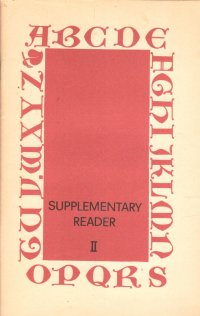 ABCDE
FGHIJKLMN
OPQRS
TUVWXYZ
SUPPLEMENTARY
READER
II